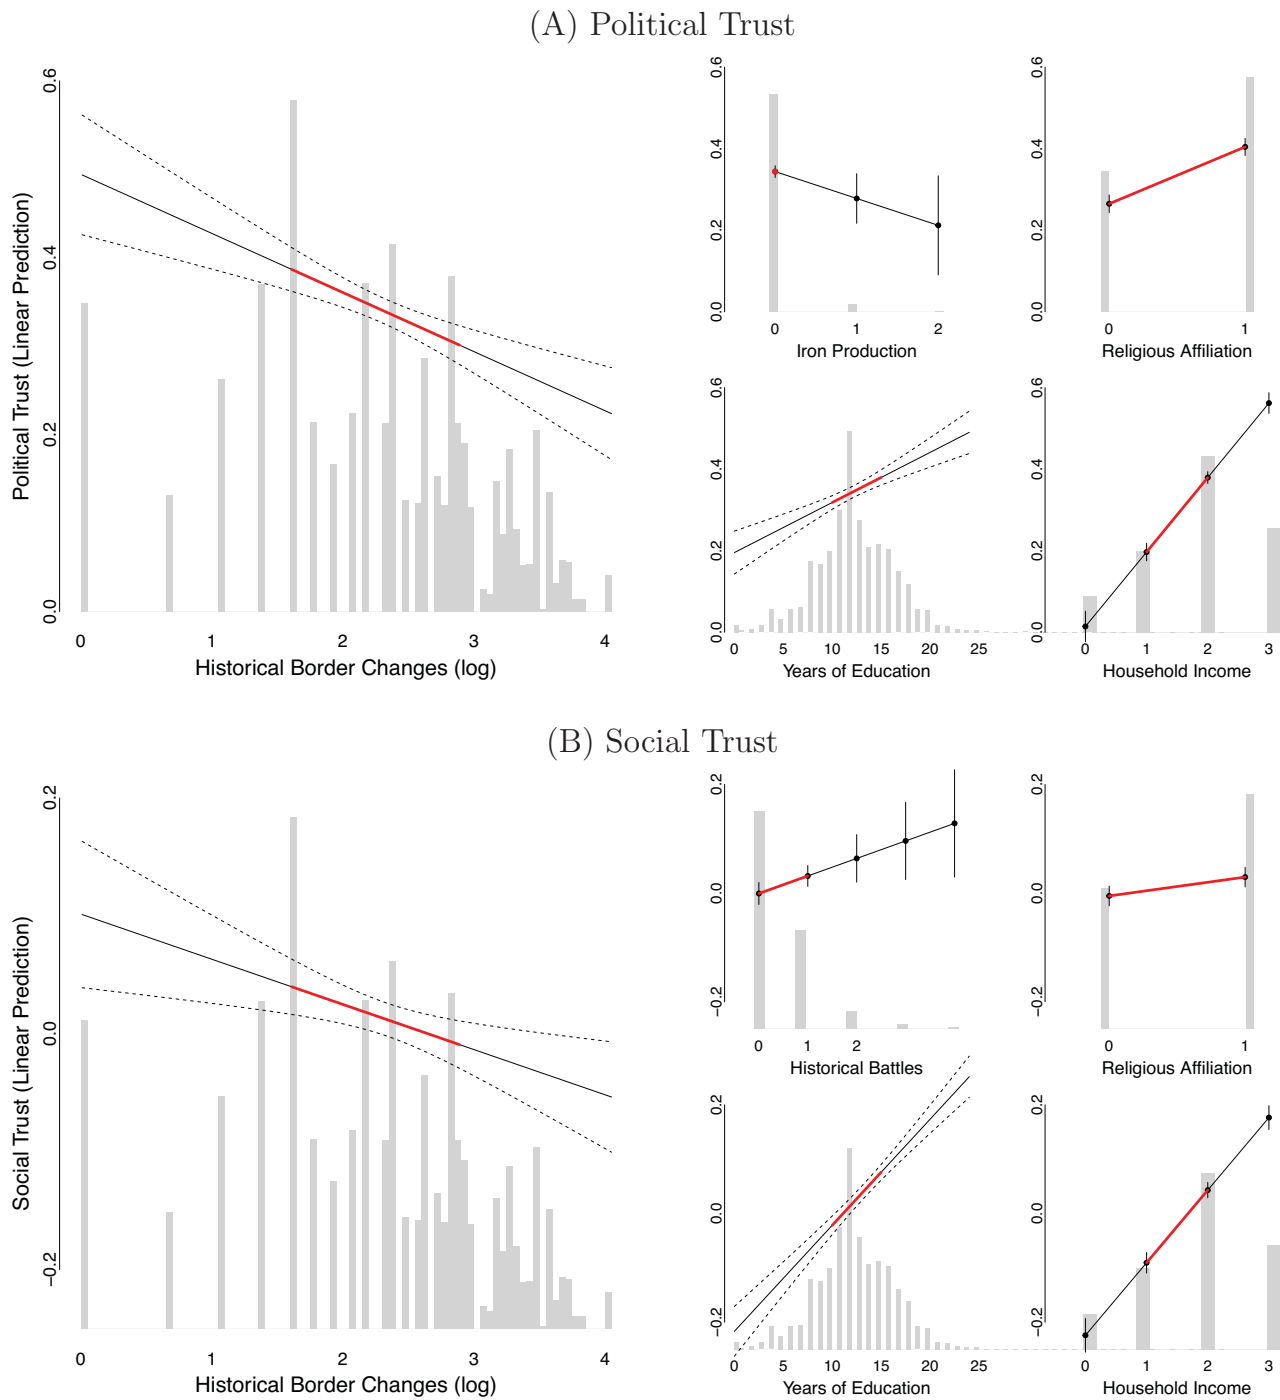 (A) Political Trust
Political Trust (Linear Prediction)
0.6
0.4
0.2
0.0
0 1 2 3 4
Historical Border Changes (log)
0.6
0.4
0.2
0.0
0 1 2
Iron Production
0.6
0.4
0.2
0.0
0 1
Religious Affiliation
0.6
0.4
0.2
0.0
0 5 10 15 20 25
Years of Education
0.6
0.4
0.2
0.0
0 1 2 3
Household Income
(B) Social Trust
Social Trust (Linear Prediction)
0.2
0.0
−0.2
0 1 2 3 4
Historical Border Changes (log)
0.2
0.0
−0.2
0 1 2
Historical Battles
0.2
0.0
−0.2
0 1
Religious Affiliation
0.2
0.0
−0.2
0 5 10 15 20 25
Years of Education
0.2
0.0
−0.2
0 1 2 3
Household Income